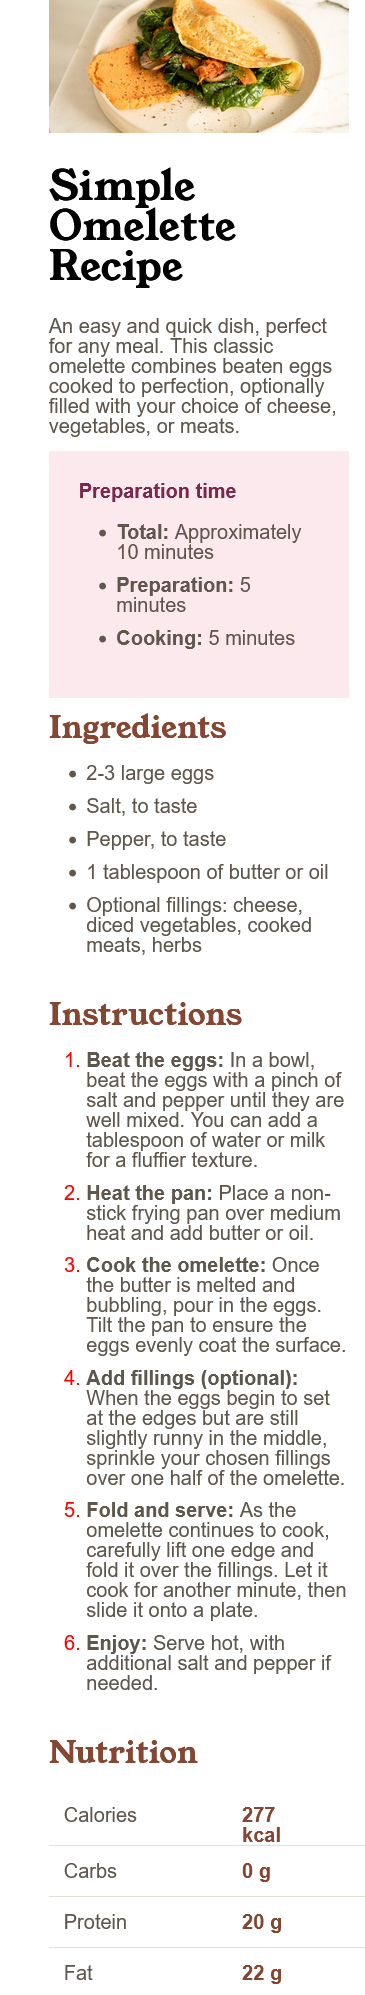 Simple
Omelette
Recipe
An easy and quick dish, perfect
for any meal. This classic
omelette combines beaten eggs
cooked to perfection, optionally
filled with your choice of cheese,
vegetables, or meats.
Preparation time
• Total: Approximately
10 minutes
• Preparation: 5
minutes
• Cooking: 5 minutes
Ingredients
• 2-3 large eggs
• Salt, to taste
• Pepper, to taste
• 1 tablespoon of butter or oil
• Optional fillings: cheese,
diced vegetables, cooked
meats, herbs
Instructions
1. Beat the eggs: In a bowl,
beat the eggs with a pinch of
salt and pepper until they are
well mixed. You can add a
tablespoon of water or milk
for a fluffier texture.
2. Heat the pan: Place a non-
stick frying pan over medium
heat and add butter or oil.
3. Cook the omelette: Once
the butter is melted and
bubbling, pour in the eggs.
Tilt the pan to ensure the
eggs evenly coat the surface.
4. Add fillings (optional):
When the eggs begin to set
at the edges but are still
slightly runny in the middle,
sprinkle your chosen fillings
over one half of the omelette.
5. Fold and serve: As the
omelette continues to cook,
carefully lift one edge and
fold it over the fillings. Let it
cook for another minute, then
slide it onto a plate.
6. Enjoy: Serve hot, with
additional salt and pepper if
needed.
Nutrition
Calories 277
kcal
Carbs 0 g
Protein 20 g
Fat 22 g